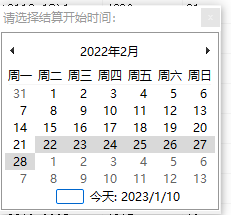 请选择结算开始时间：
2022年2月
周一 周二 周三 周四 周五 周六 周日
31 1 2 3 4 5 6
7 8 9 10 11 12 13
14 15 16 17 18 19 20
21 22 23 24 25 26 27
28 1 2 3 4 5 6
7 8 9 10 11 12 13
今天: 2023/1/10